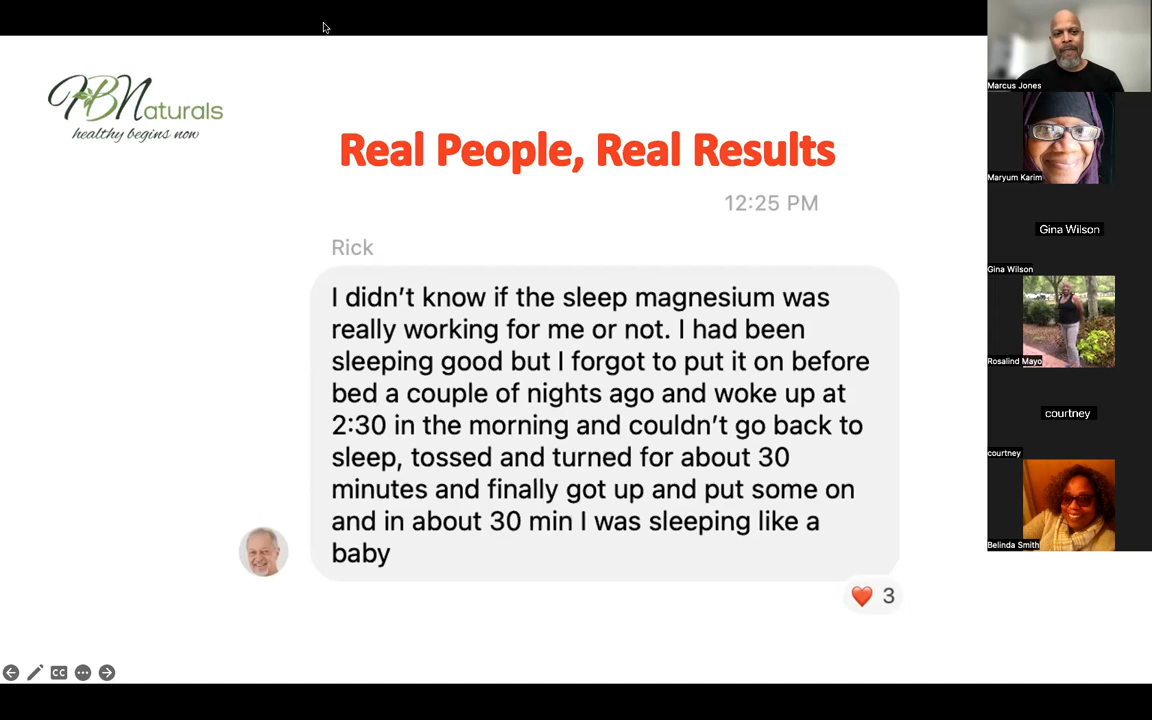 HBNaturals
healthy begins now
Real People, Real Results
12:25 PM
Rick
I didn't know if the sleep magnesium was
really working for me or not. I had been
sleeping good but I forgot to put it on before
bed a couple of nights ago and woke up at
2:30 in the morning and couldn't go back to
sleep, tossed and turned for about 30
minutes and finally got up and put some on
and in about 30 min I was sleeping like a
baby
3
CC
Marcus Jones
Maryum Karim
Gina Wilson
Gina Wilson
Rosalind Mayo
courtney
courtney
Belinda Smith